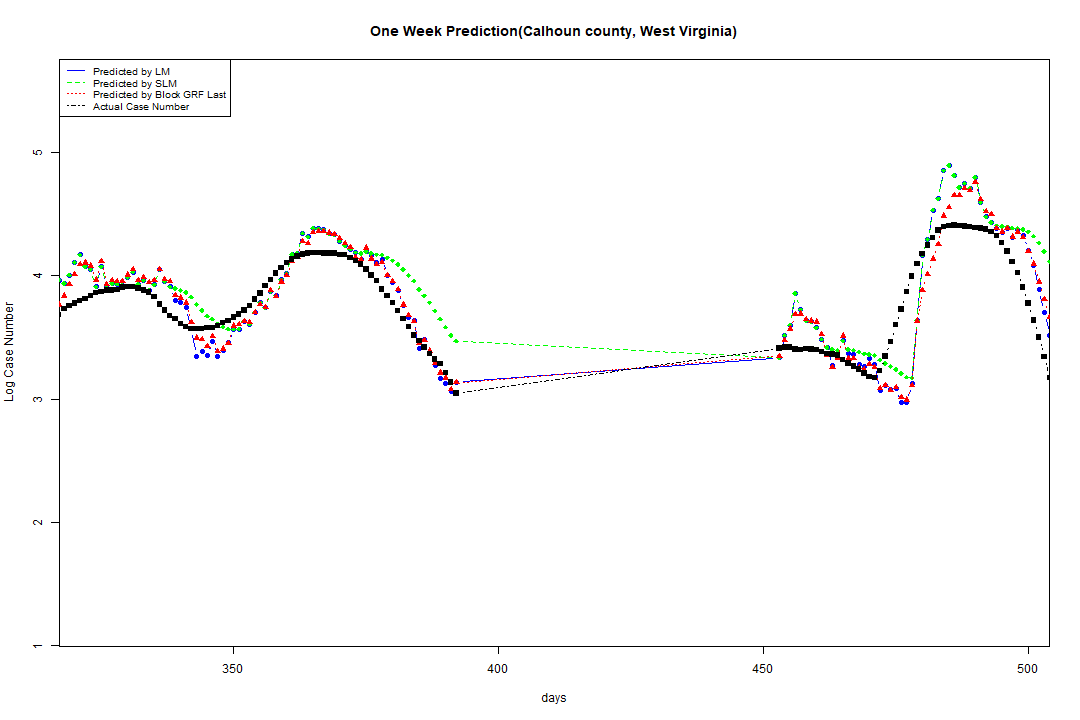 One Week Prediction(Calhoun county, West Virginia)
Predicted by LM
Predicted by SLM
Predicted by Block GRF Last
Actual Case Number
5
4
3
2
1
Log Case Number
350
400
450
500
days